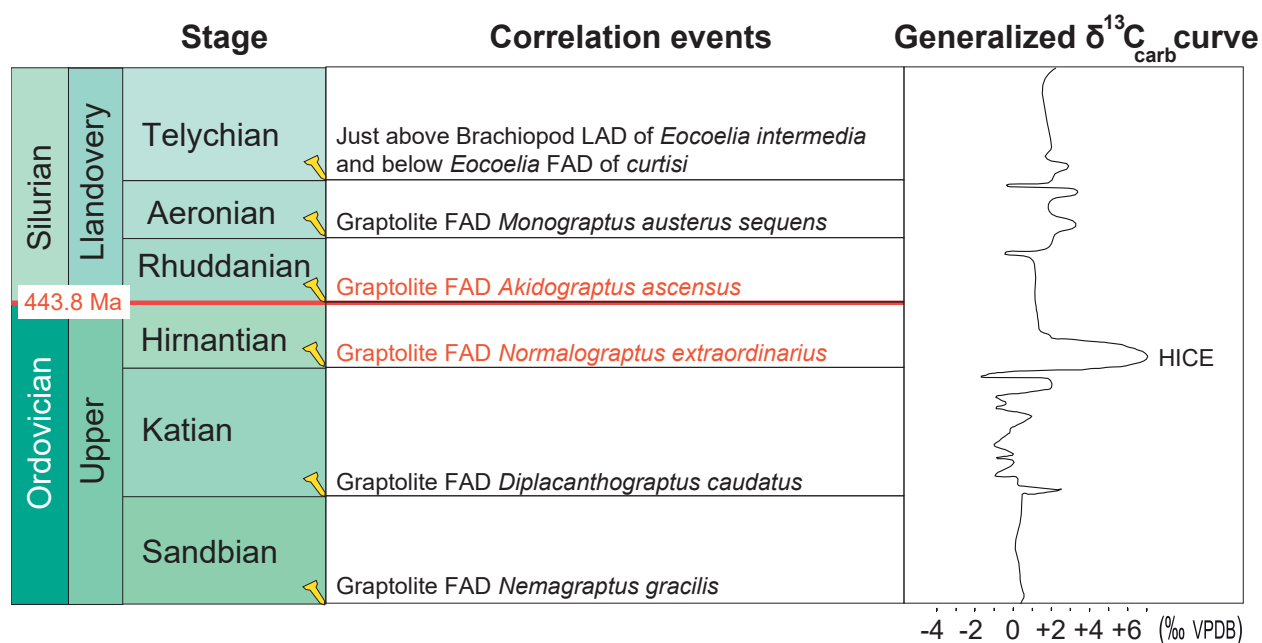 Stage
Correlation events
Generalized δ¹³C carb curve
Silurian
Llandovery
Telychian
Just above Brachiopod LAD of Eocoelia intermedia
and below Eocoelia FAD of curtisi
Aeronian
Graptolite FAD Monograptus austerus sequens
Rhuddanian
Graptolite FAD Akidograptus ascensus
443.8 Ma
Ordovician
Upper
Hirnantian
Graptolite FAD Normalograptus extraordinarius
HICE
Katian
Graptolite FAD Diplacanthograptus caudatus
Sandbian
Graptolite FAD Nemagraptus gracilis
-4 -2 0 +2 +4 +6 (‰ VPDB)